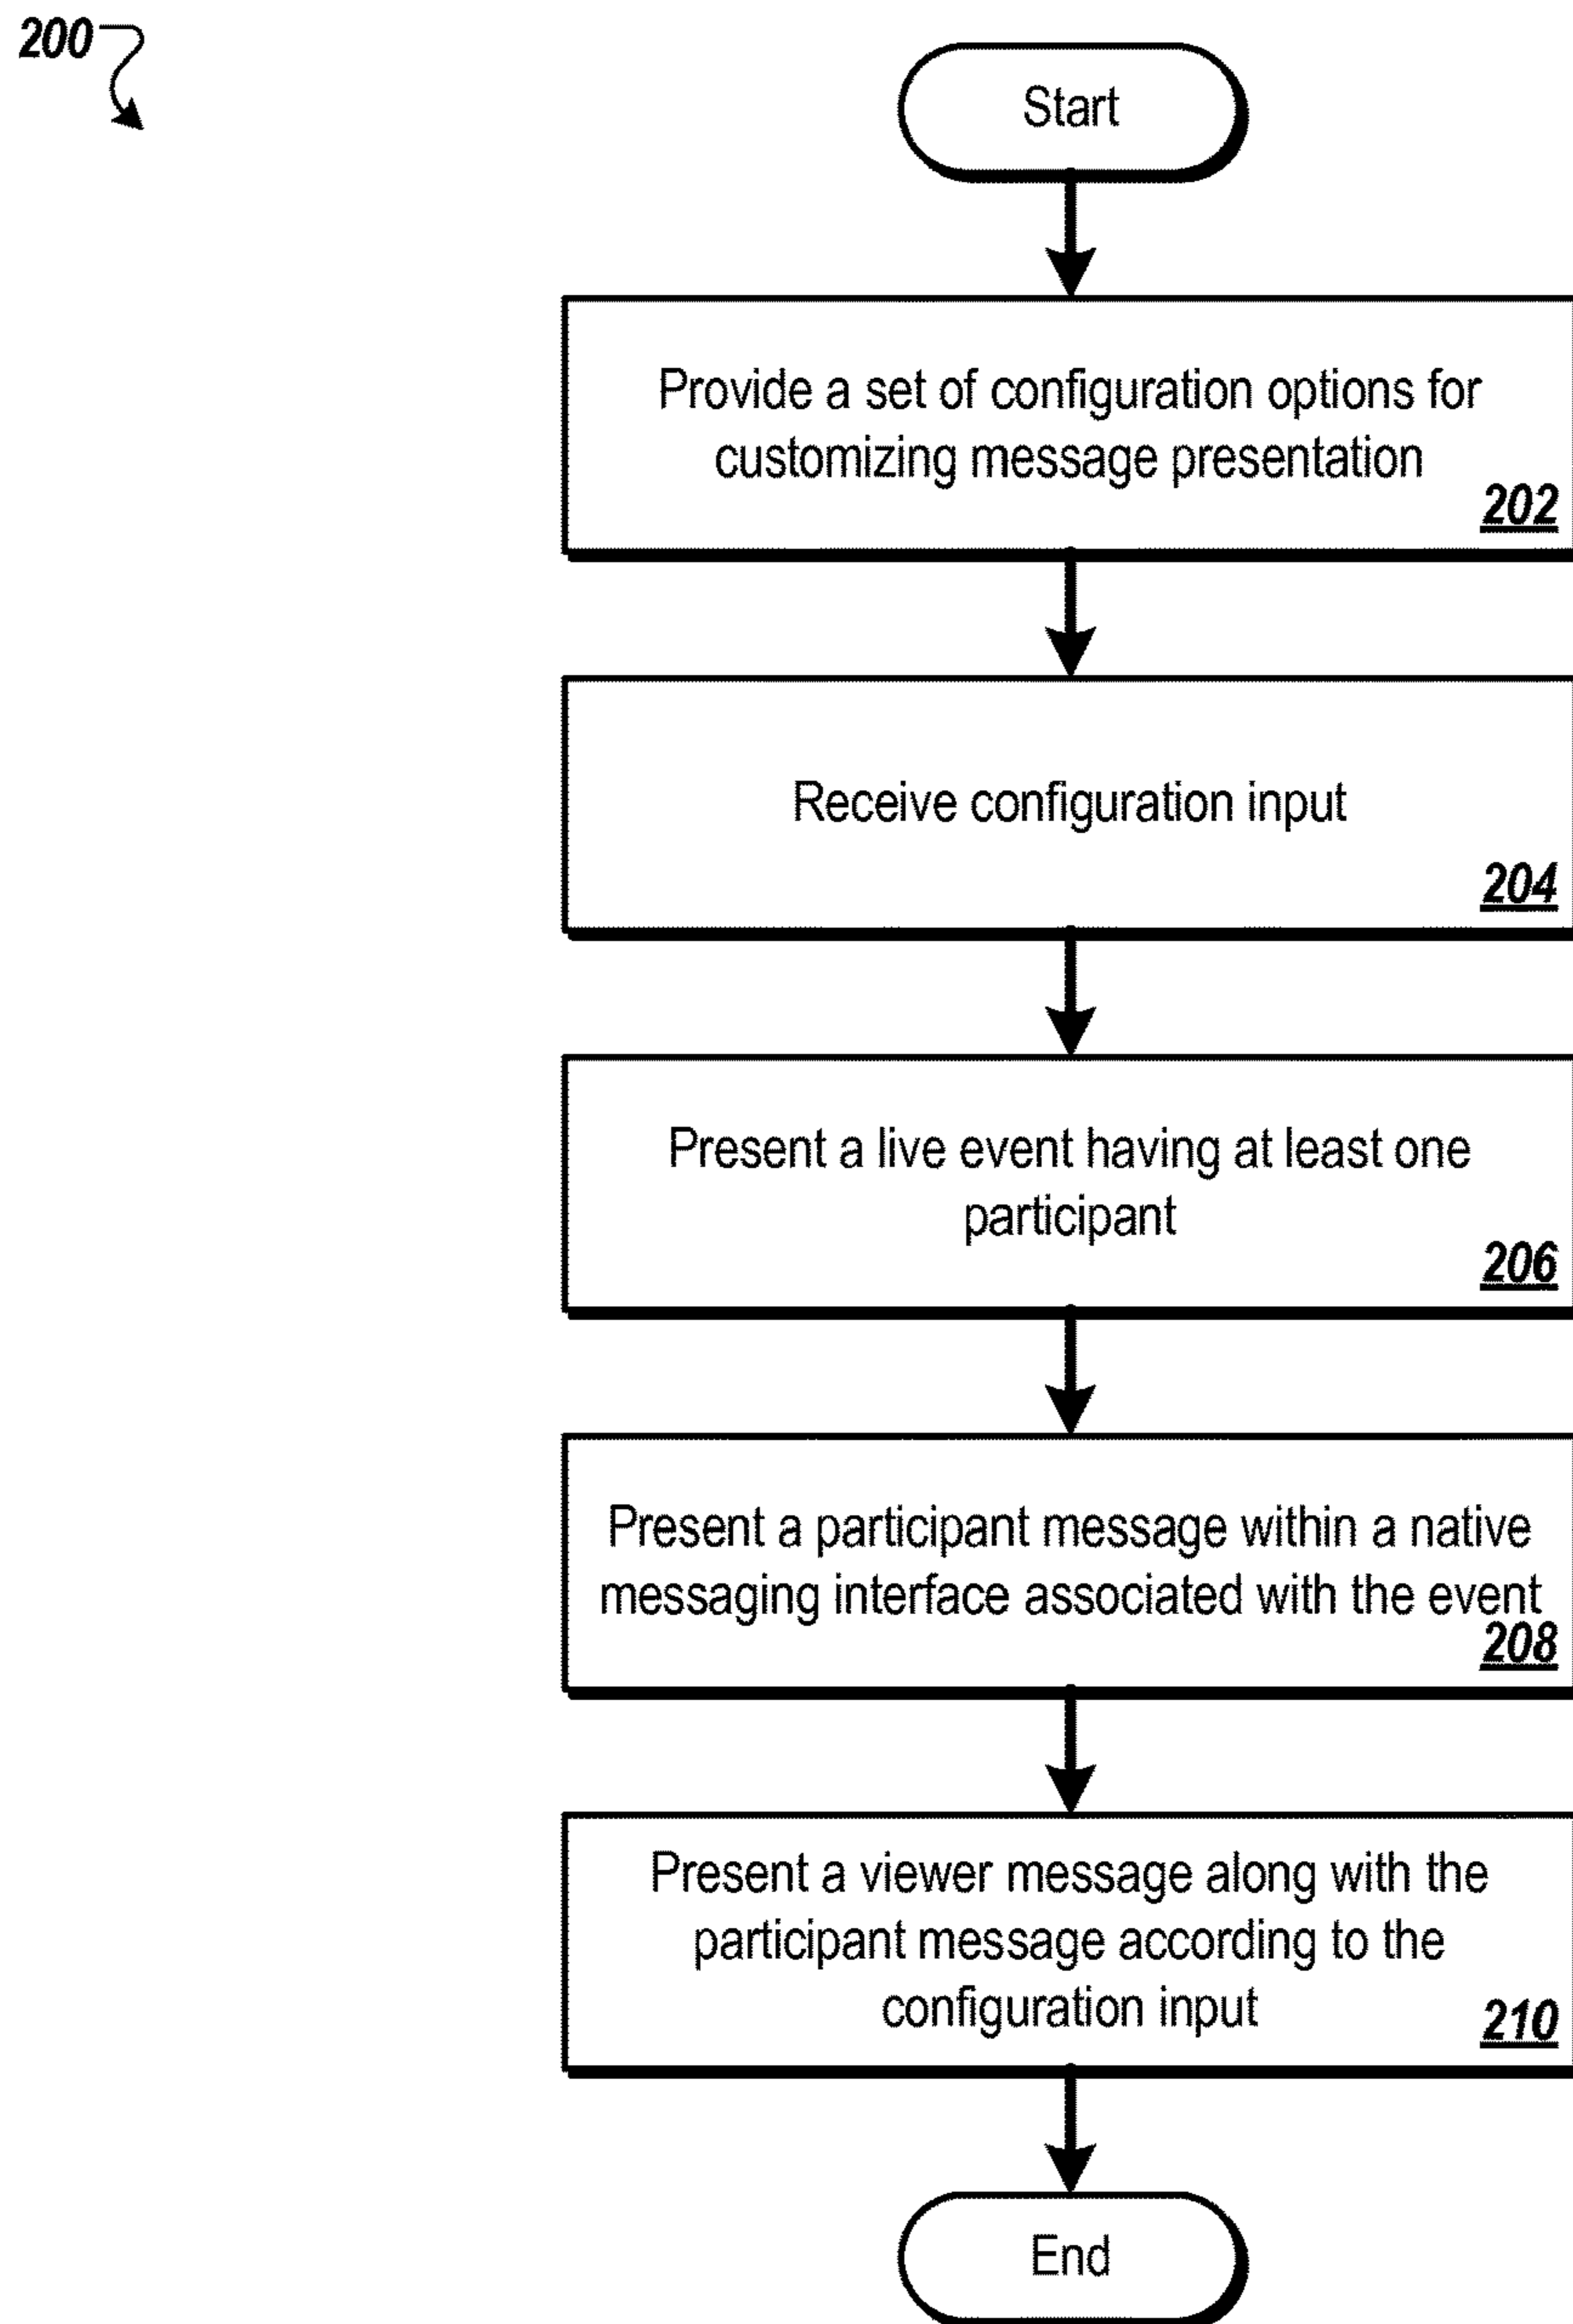 200
Start
Provide a set of configuration options for
customizing message presentation
202
Receive configuration input
204
Present a live event having at least one
participant
206
Present a participant message within a native
messaging interface associated with the event
208
Present a viewer message along with the
participant message according to the
configuration input
210
End